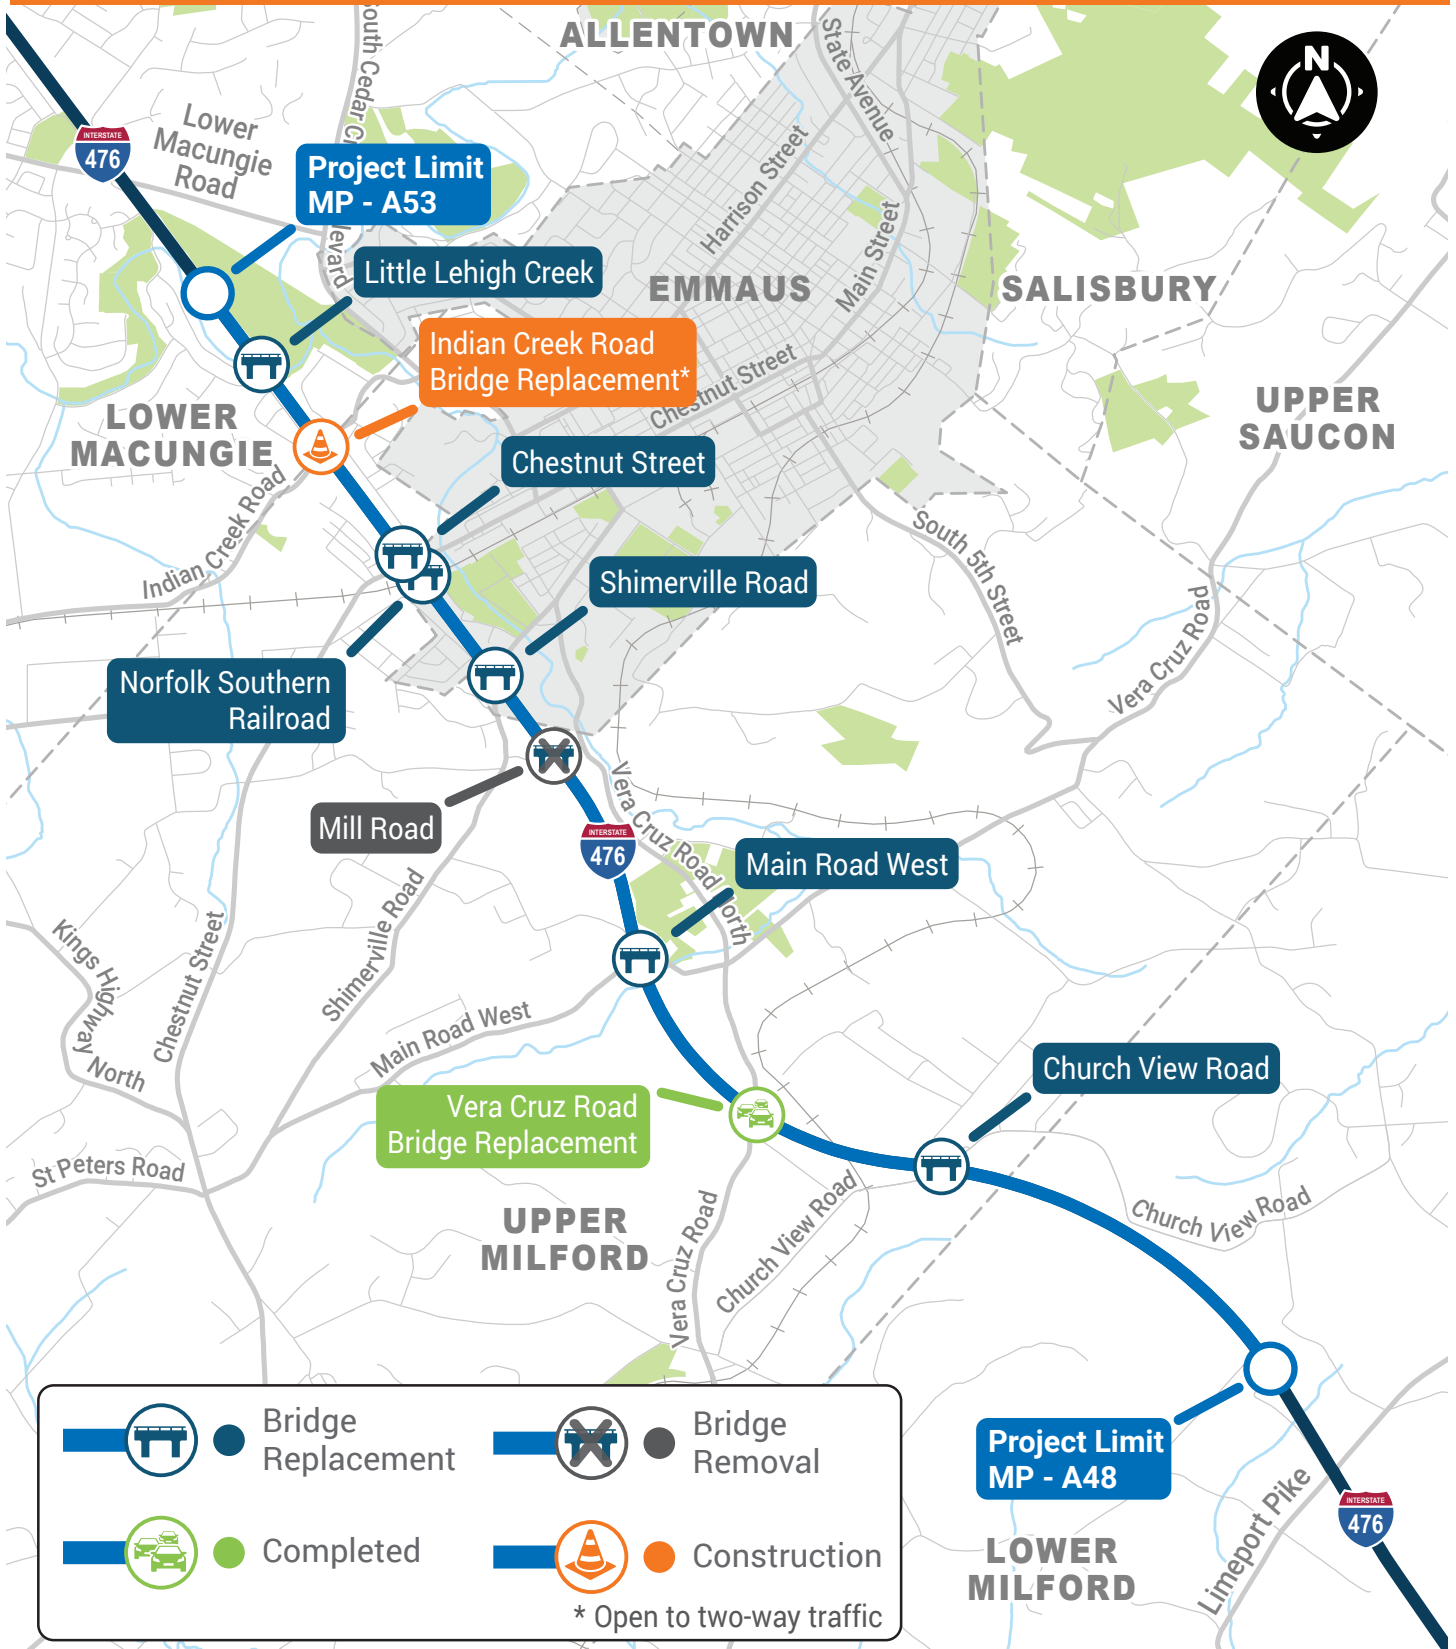 ALLENTOWN
South Cedar Cr
levard
State Avenue
N
INTERSTATE
476
Lower
Macungie
Road
Project Limit
MP - A53
Harrison Street
Main Street
Little Lehigh Creek
EMMAUS
SALISBURY
Indian Creek Road
Bridge Replacement*
Chestnut Street
UPPER
SAUCON
LOWER
MACUNGIE
Chestnut Street
Indian Creek Road
South 5th Street
Shimerville Road
Vera Cruz Road
Norfolk Southern
Railroad
Mill Road
INTERSTATE
476
Vera Cruz Road North
Main Road West
Kings Highway
North
Chestnut Street
Shimerville Road
Main Road West
Church View Road
Vera Cruz Road
Bridge Replacement
St Peters Road
UPPER
MILFORD
Vera Cruz Road
Church View Road
Church View Road
Project Limit
MP - A48
INTERSTATE
476
Limeport Pike
LOWER
MILFORD
Bridge
Replacement
Bridge
Removal
Completed
Construction
* Open to two-way traffic